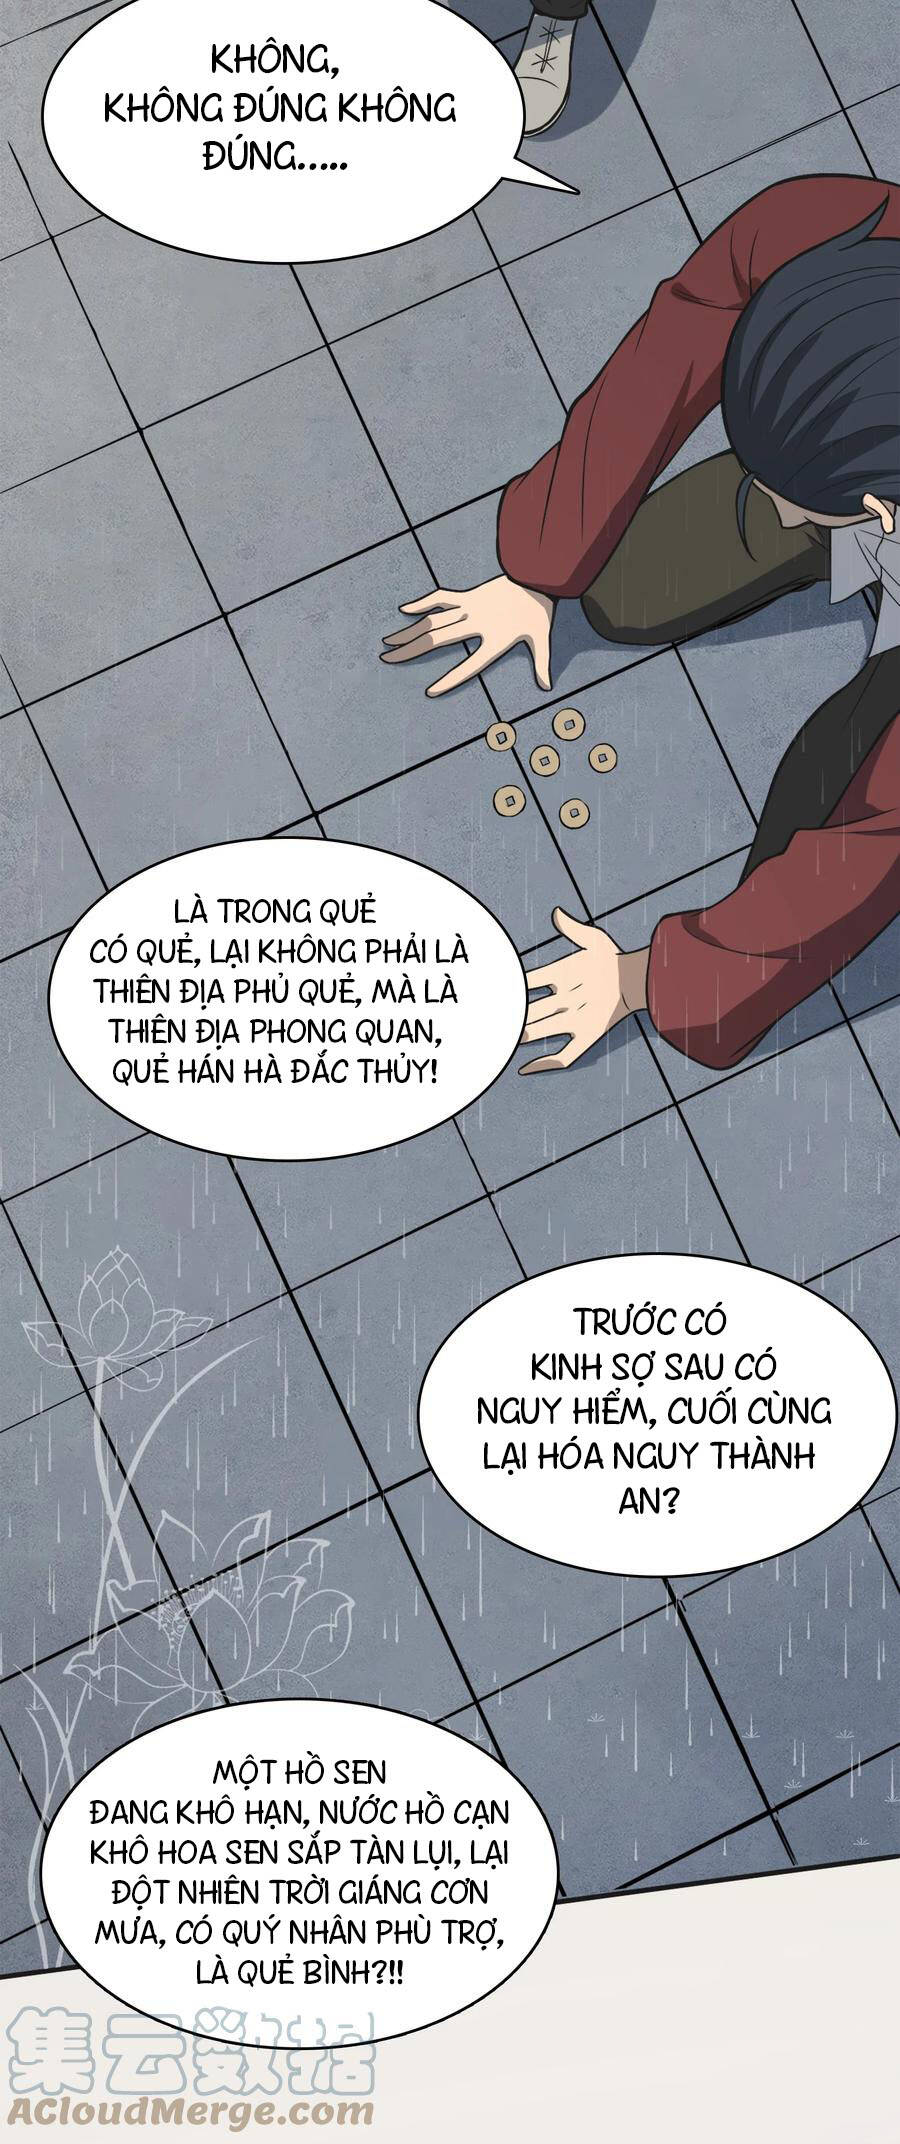 KHÔNG,
KHÔNG ĐÚNG KHÔNG
ĐÚNG.....
LÀ TRONG QUẺ
CÓ QUẺ, LẠI KHÔNG PHẢI LÀ
THIÊN ĐỊA PHỦ QUẺ, MÀ LÀ
THIÊN ĐỊA PHONG QUAN,
QUẺ HÁN HÀ ĐẮC THỦY!
TRƯỚC CÓ
KINH SỢ SAU CÓ
NGUY HIỂM, CUỐI CÙNG
LẠI HÓA NGUY THÀNH
AN?
MỘT HỒ SEN
ĐANG KHÔ HẠN, NƯỚC HỒ CẠN
KHÔ HOA SEN SẮP TÀN LỤI, LẠI
ĐỘT NHIÊN TRỜI GIÁNG CƠN
MƯA, CÓ QUÝ NHÂN PHÙ TRỢ,
LÀ QUẺ BÌNH?!!
集云数据
ACloudMerge.com